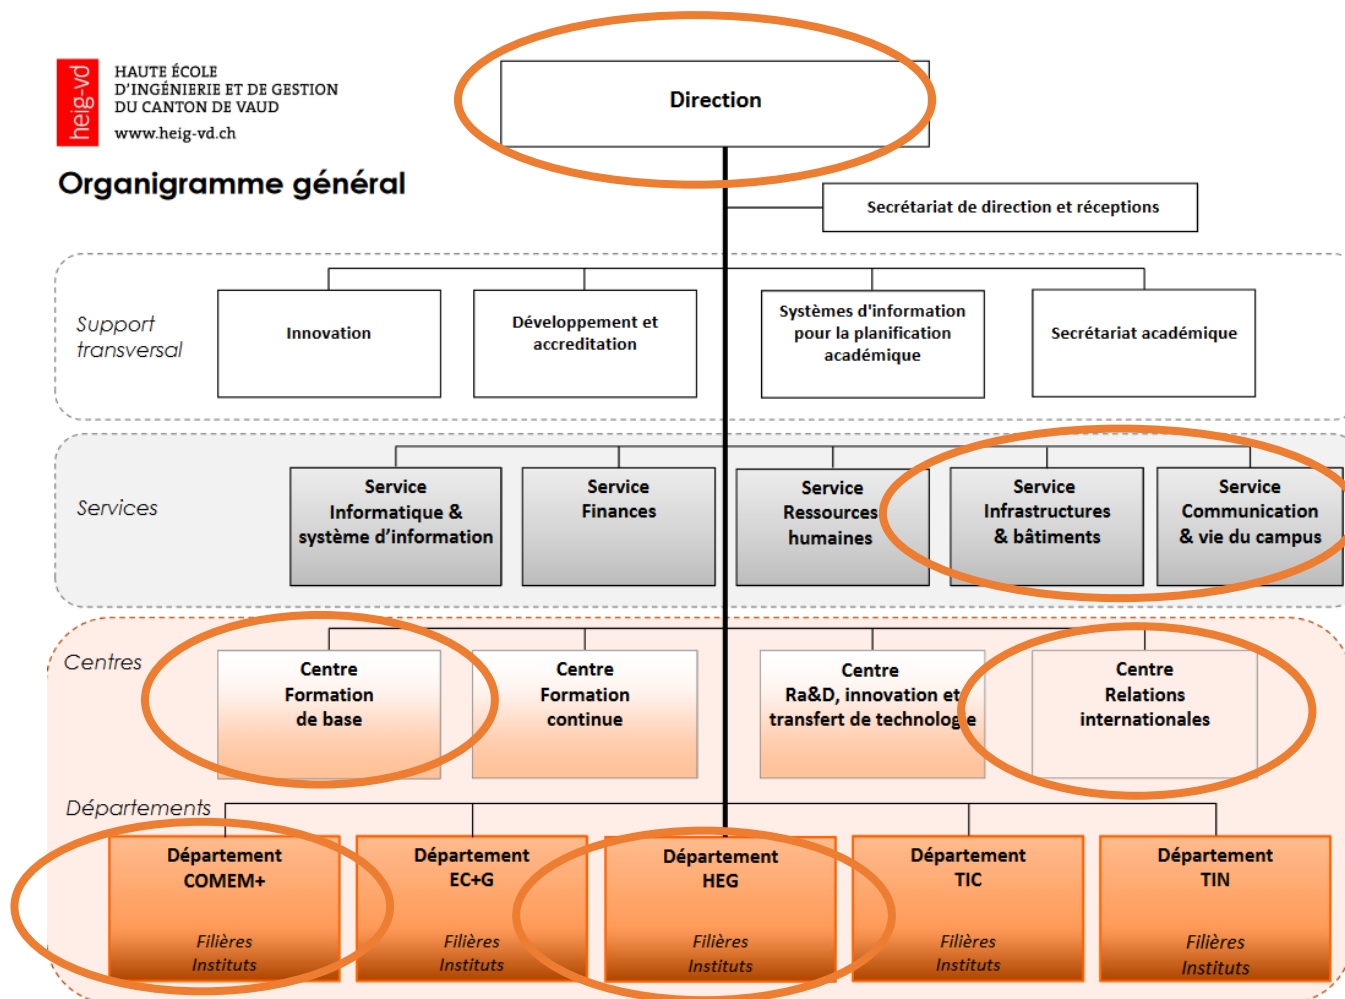 heig-vd
HAUTE ÉCOLE
D'INGÉNIERIE ET DE GESTION
DU CANTON DE VAUD
www.heig-vd.ch
Organigramme général
Direction
Secrétariat de direction et réceptions
Support
transversal
Innovation
Développement et
accreditation
Systèmes d'information
pour la planification
académique
Secrétariat académique
Services
Service
Informatique &
système d'information
Service
Finances
Service
Ressources
humaines
Service
Infrastructures
& bâtiments
Service
Communication
& vie du campus
Centres
Centre
Formation
de base
Centre
Formation
continue
Centre
Ra&D, innovation et
transfert de technologie
Centre
Relations
internationales
Départements
Département
COMEM+
Filières
Instituts
Département
EC+G
Filières
Instituts
Département
HEG
Filières
Instituts
Département
TIC
Filières
Instituts
Département
TIN
Filières
Instituts